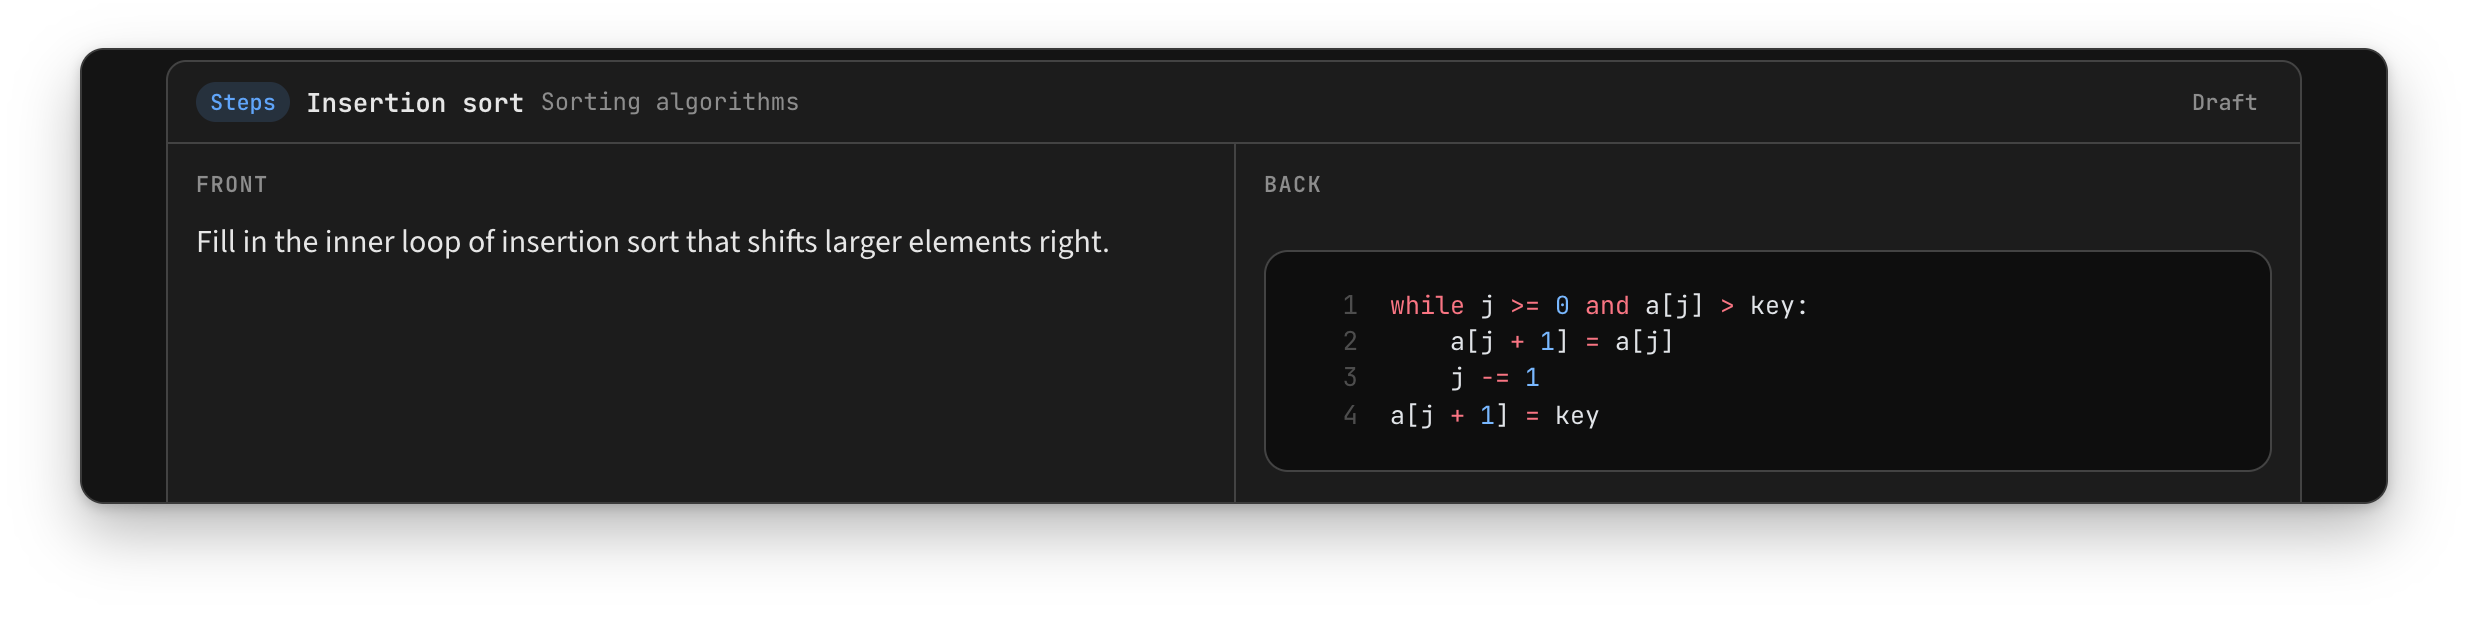 Steps Insertion sort Sorting algorithms Draft
FRONT
Fill in the inner loop of insertion sort that shifts larger elements right.
BACK
1 while j >= 0 and a[j] > key:
2     a[j + 1] = a[j]
3     j -= 1
4 a[j + 1] = key